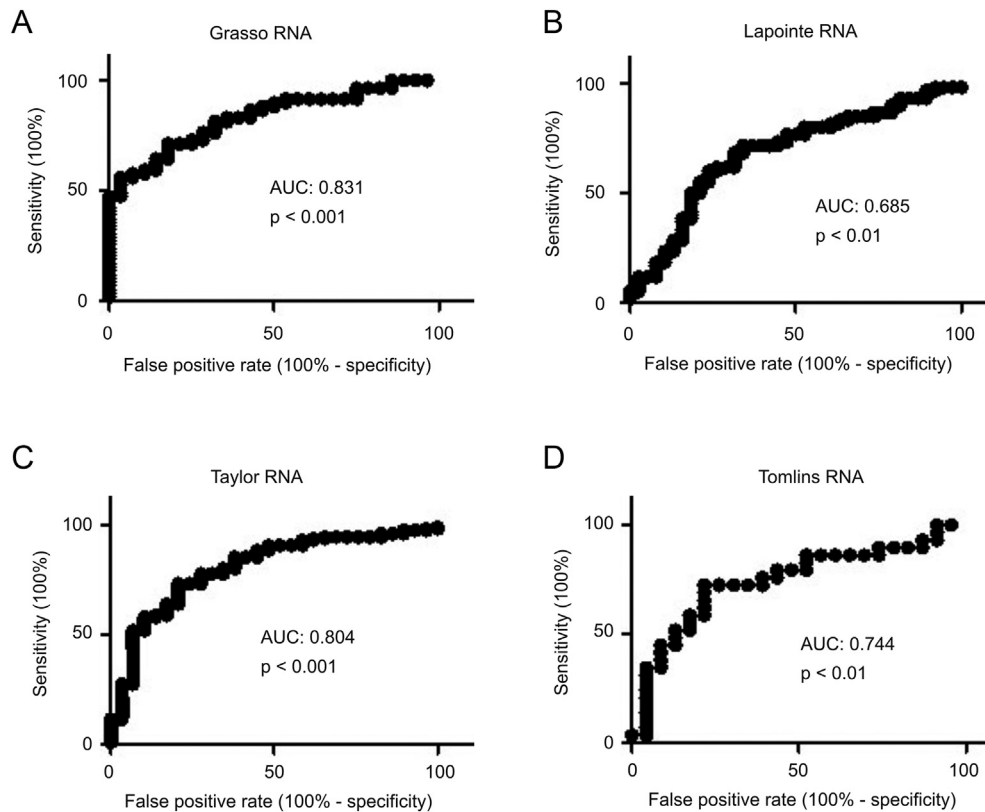 A
Grasso RNA
Sensitivity (100%)
100
50
0
AUC: 0.831
p < 0.001
0
50
100
False positive rate (100% - specificity)
B
Lapointe RNA
Sensitivity (100%)
100
50
0
AUC: 0.685
p < 0.01
0
50
100
False positive rate (100% - specificity)
C
Taylor RNA
Sensitivity (100%)
100
50
0
AUC: 0.804
p < 0.001
0
50
100
False positive rate (100% - specificity)
D
Tomlins RNA
Sensitivity (100%)
100
50
0
AUC: 0.744
p < 0.01
0
50
100
False positive rate (100% - specificity)